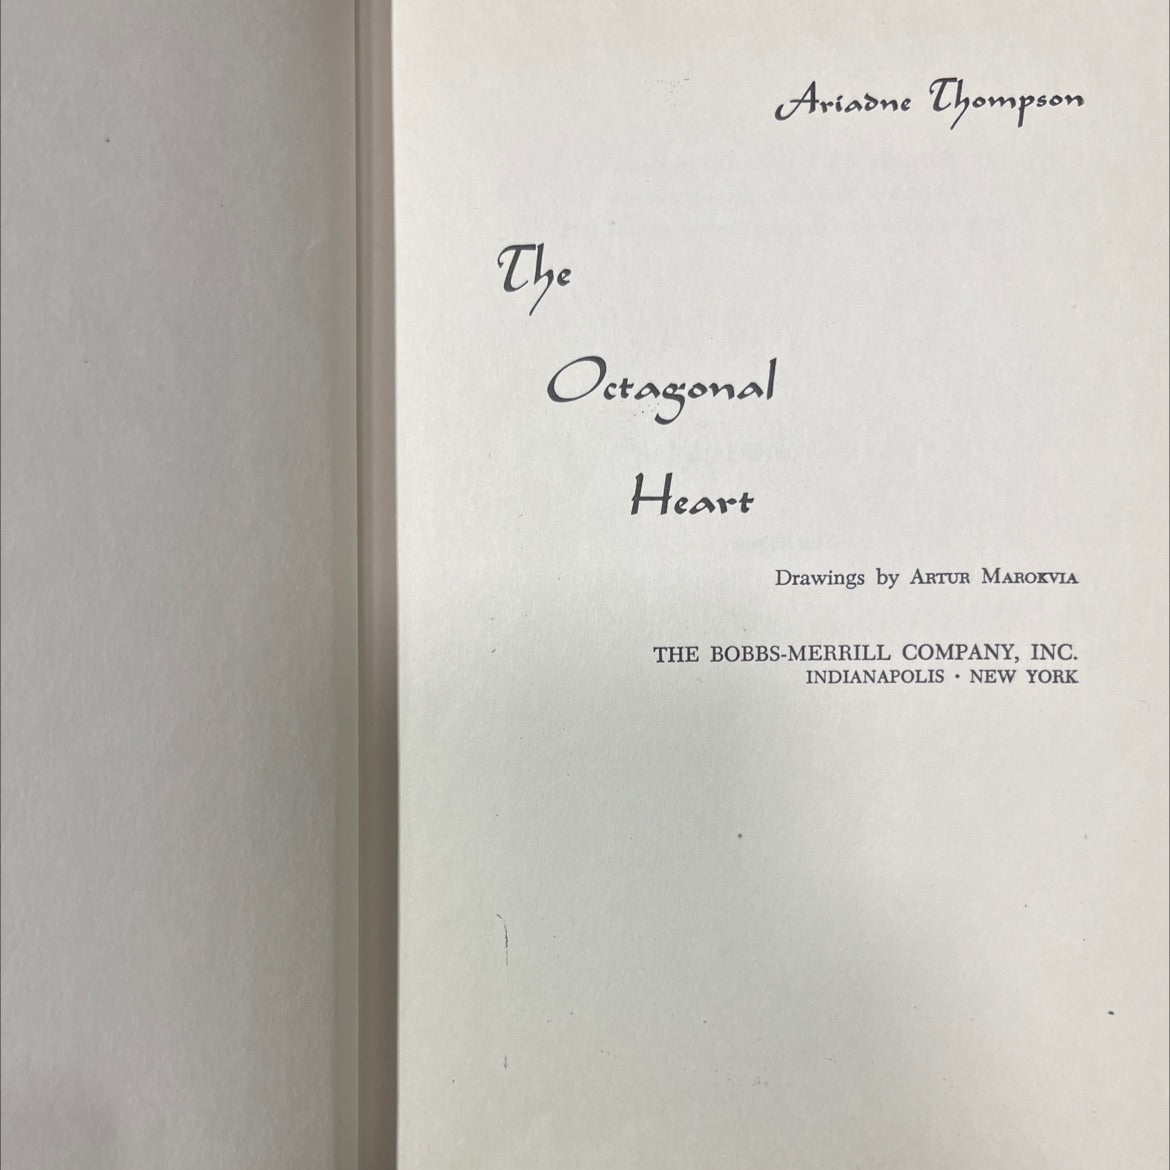 Ariadne Thompson
The
Octagonal
Heart
Drawings by ARTUR MAROKVIA
THE BOBBS-MERRILL COMPANY, INC.
INDIANAPOLIS · NEW YORK